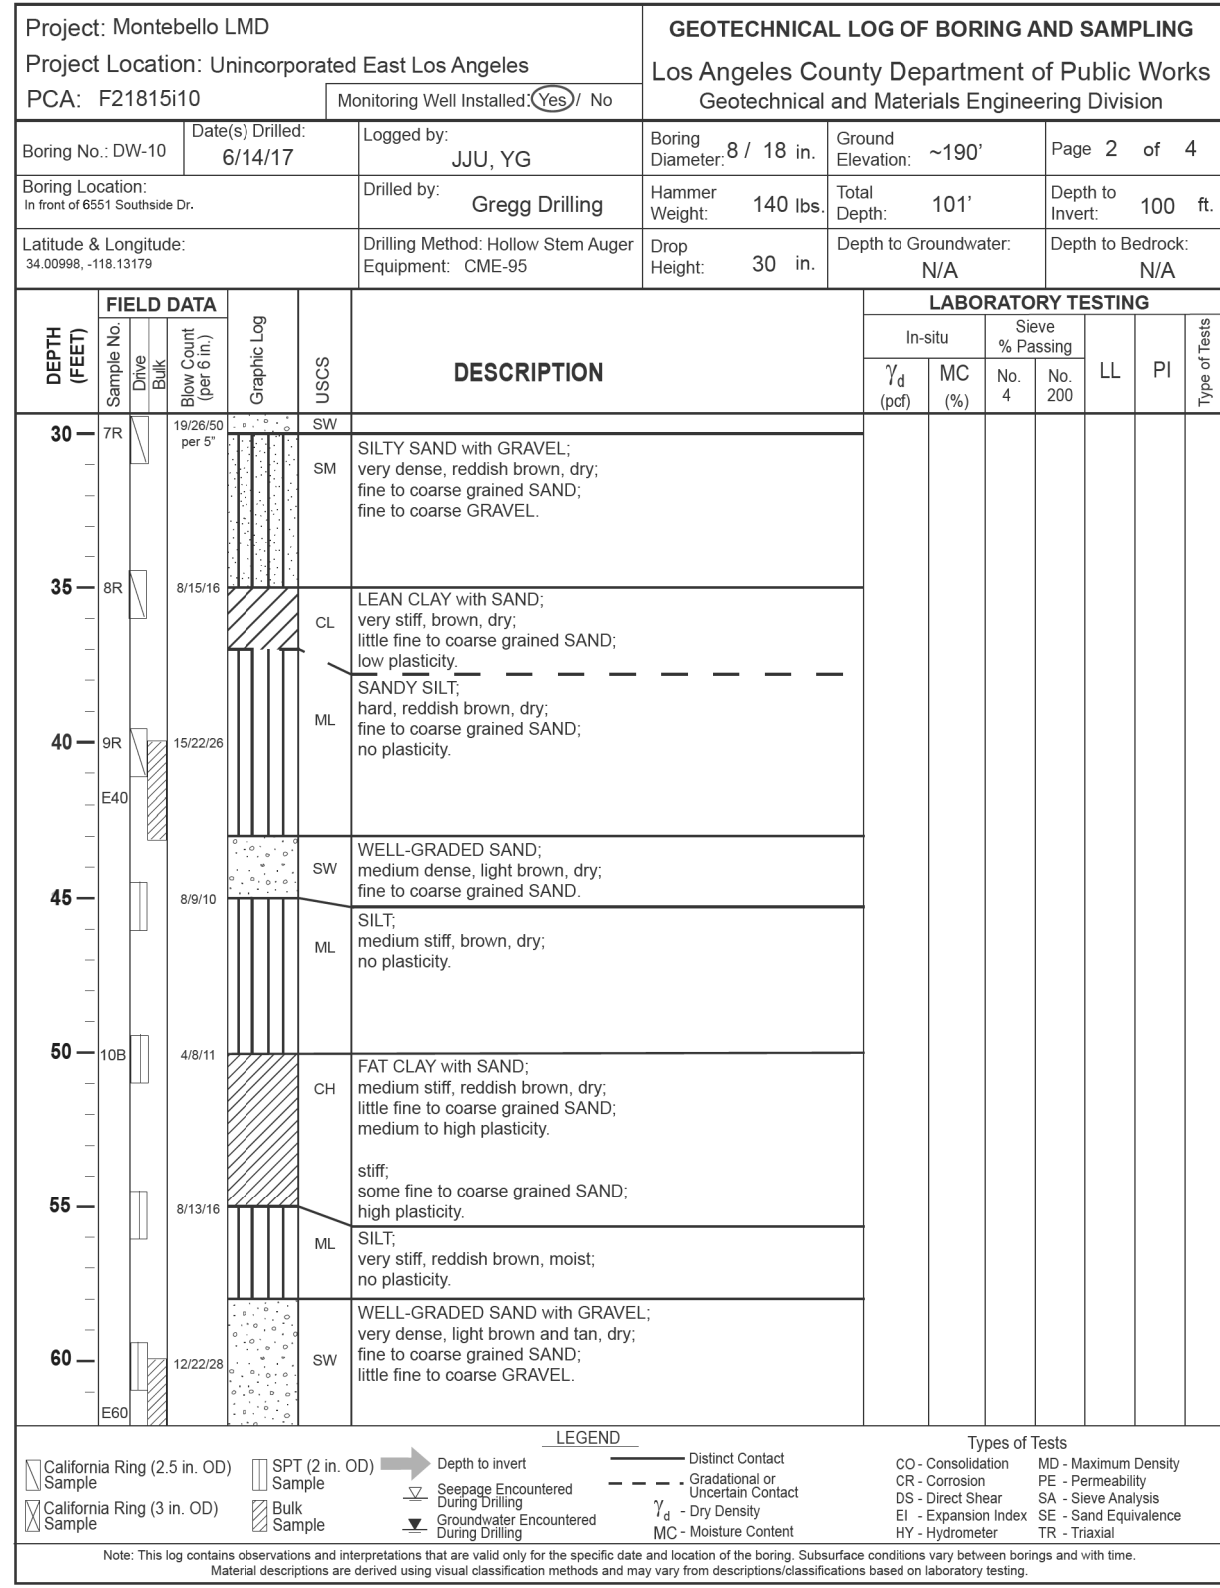 Project: Montebello LMD
Project Location: Unincorporated East Los Angeles
PCA: F21815i10
Monitoring Well Installed: Yes / No
GEOTECHNICAL LOG OF BORING AND SAMPLING
Los Angeles County Department of Public Works
Geotechnical and Materials Engineering Division
Boring No.: DW-10
Date(s) Drilled:
6/14/17
Logged by:
JJU, YG
Boring
Diameter: 8 / 18 in.
Ground
Elevation: ~190'
Page 2 of 4
Boring Location:
In front of 6551 Southside Dr.
Drilled by:
Gregg Drilling
Hammer
Weight: 140 lbs.
Total
Depth: 101'
Depth to
Invert: 100 ft.
Latitude & Longitude:
34.00998, -118.13179
Drilling Method: Hollow Stem Auger
Equipment: CME-95
Drop
Height: 30 in.
Depth to Groundwater:
N/A
Depth to Bedrock:
N/A
DEPTH
(FEET)
FIELD DATA
Sample No.
Drive
Bulk
Blow Count
(per 6 in.)
Graphic Log
USCS
DESCRIPTION
LABORATORY TESTING
In-situ
Sieve
% Passing
γd
(pcf)
MC
(%)
No.
4
No.
200
LL
PI
Type of Tests
30 7R 19/26/50 SW
per 5"
SM
SILTY SAND with GRAVEL;
very dense, reddish brown, dry;
fine to coarse grained SAND;
fine to coarse GRAVEL.
35 8R 8/15/16
CL
LEAN CLAY with SAND;
very stiff, brown, dry;
little fine to coarse grained SAND;
low plasticity.
ML
SANDY SILT;
hard, reddish brown, dry;
fine to coarse grained SAND;
no plasticity.
40 9R 15/22/26
E40
SW
WELL-GRADED SAND;
medium dense, light brown, dry;
fine to coarse grained SAND.
45 8/9/10
ML
SILT;
medium stiff, brown, dry;
no plasticity.
50 10B 4/8/11
CH
FAT CLAY with SAND;
medium stiff, reddish brown, dry;
little fine to coarse grained SAND;
medium to high plasticity.
stiff;
some fine to coarse grained SAND;
high plasticity.
55 8/13/16
ML
SILT;
very stiff, reddish brown, moist;
no plasticity.
WELL-GRADED SAND with GRAVEL;
very dense, light brown and tan, dry;
fine to coarse grained SAND;
little fine to coarse GRAVEL.
60 12/22/28 SW
E60
LEGEND
California Ring (2.5 in. OD)
Sample
California Ring (3 in. OD)
Sample
SPT (2 in. OD)
Sample
Bulk
Sample
Depth to invert
Seepage Encountered
During Drilling
Groundwater Encountered
During Drilling
Distinct Contact
Gradational or
Uncertain Contact
γd - Dry Density
MC - Moisture Content
Types of Tests
CO - Consolidation MD - Maximum Density
CR - Corrosion PE - Permeability
DS - Direct Shear SA - Sieve Analysis
EI - Expansion Index SE - Sand Equivalence
HY - Hydrometer TR - Triaxial
Note: This log contains observations and interpretations that are valid only for the specific date and location of the boring. Subsurface conditions vary between borings and with time.
Material descriptions are derived using visual classification methods and may vary from descriptions/classifications based on laboratory testing.